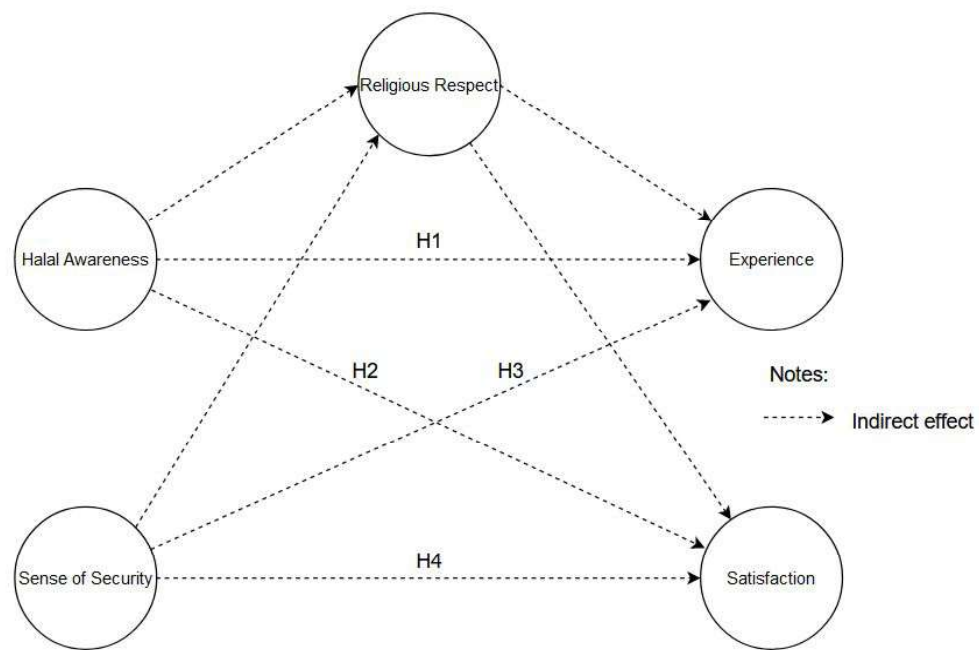 Religious Respect
H1
Halal Awareness
Experience
H2
H3
Notes:
Indirect effect
H4
Sense of Security
Satisfaction